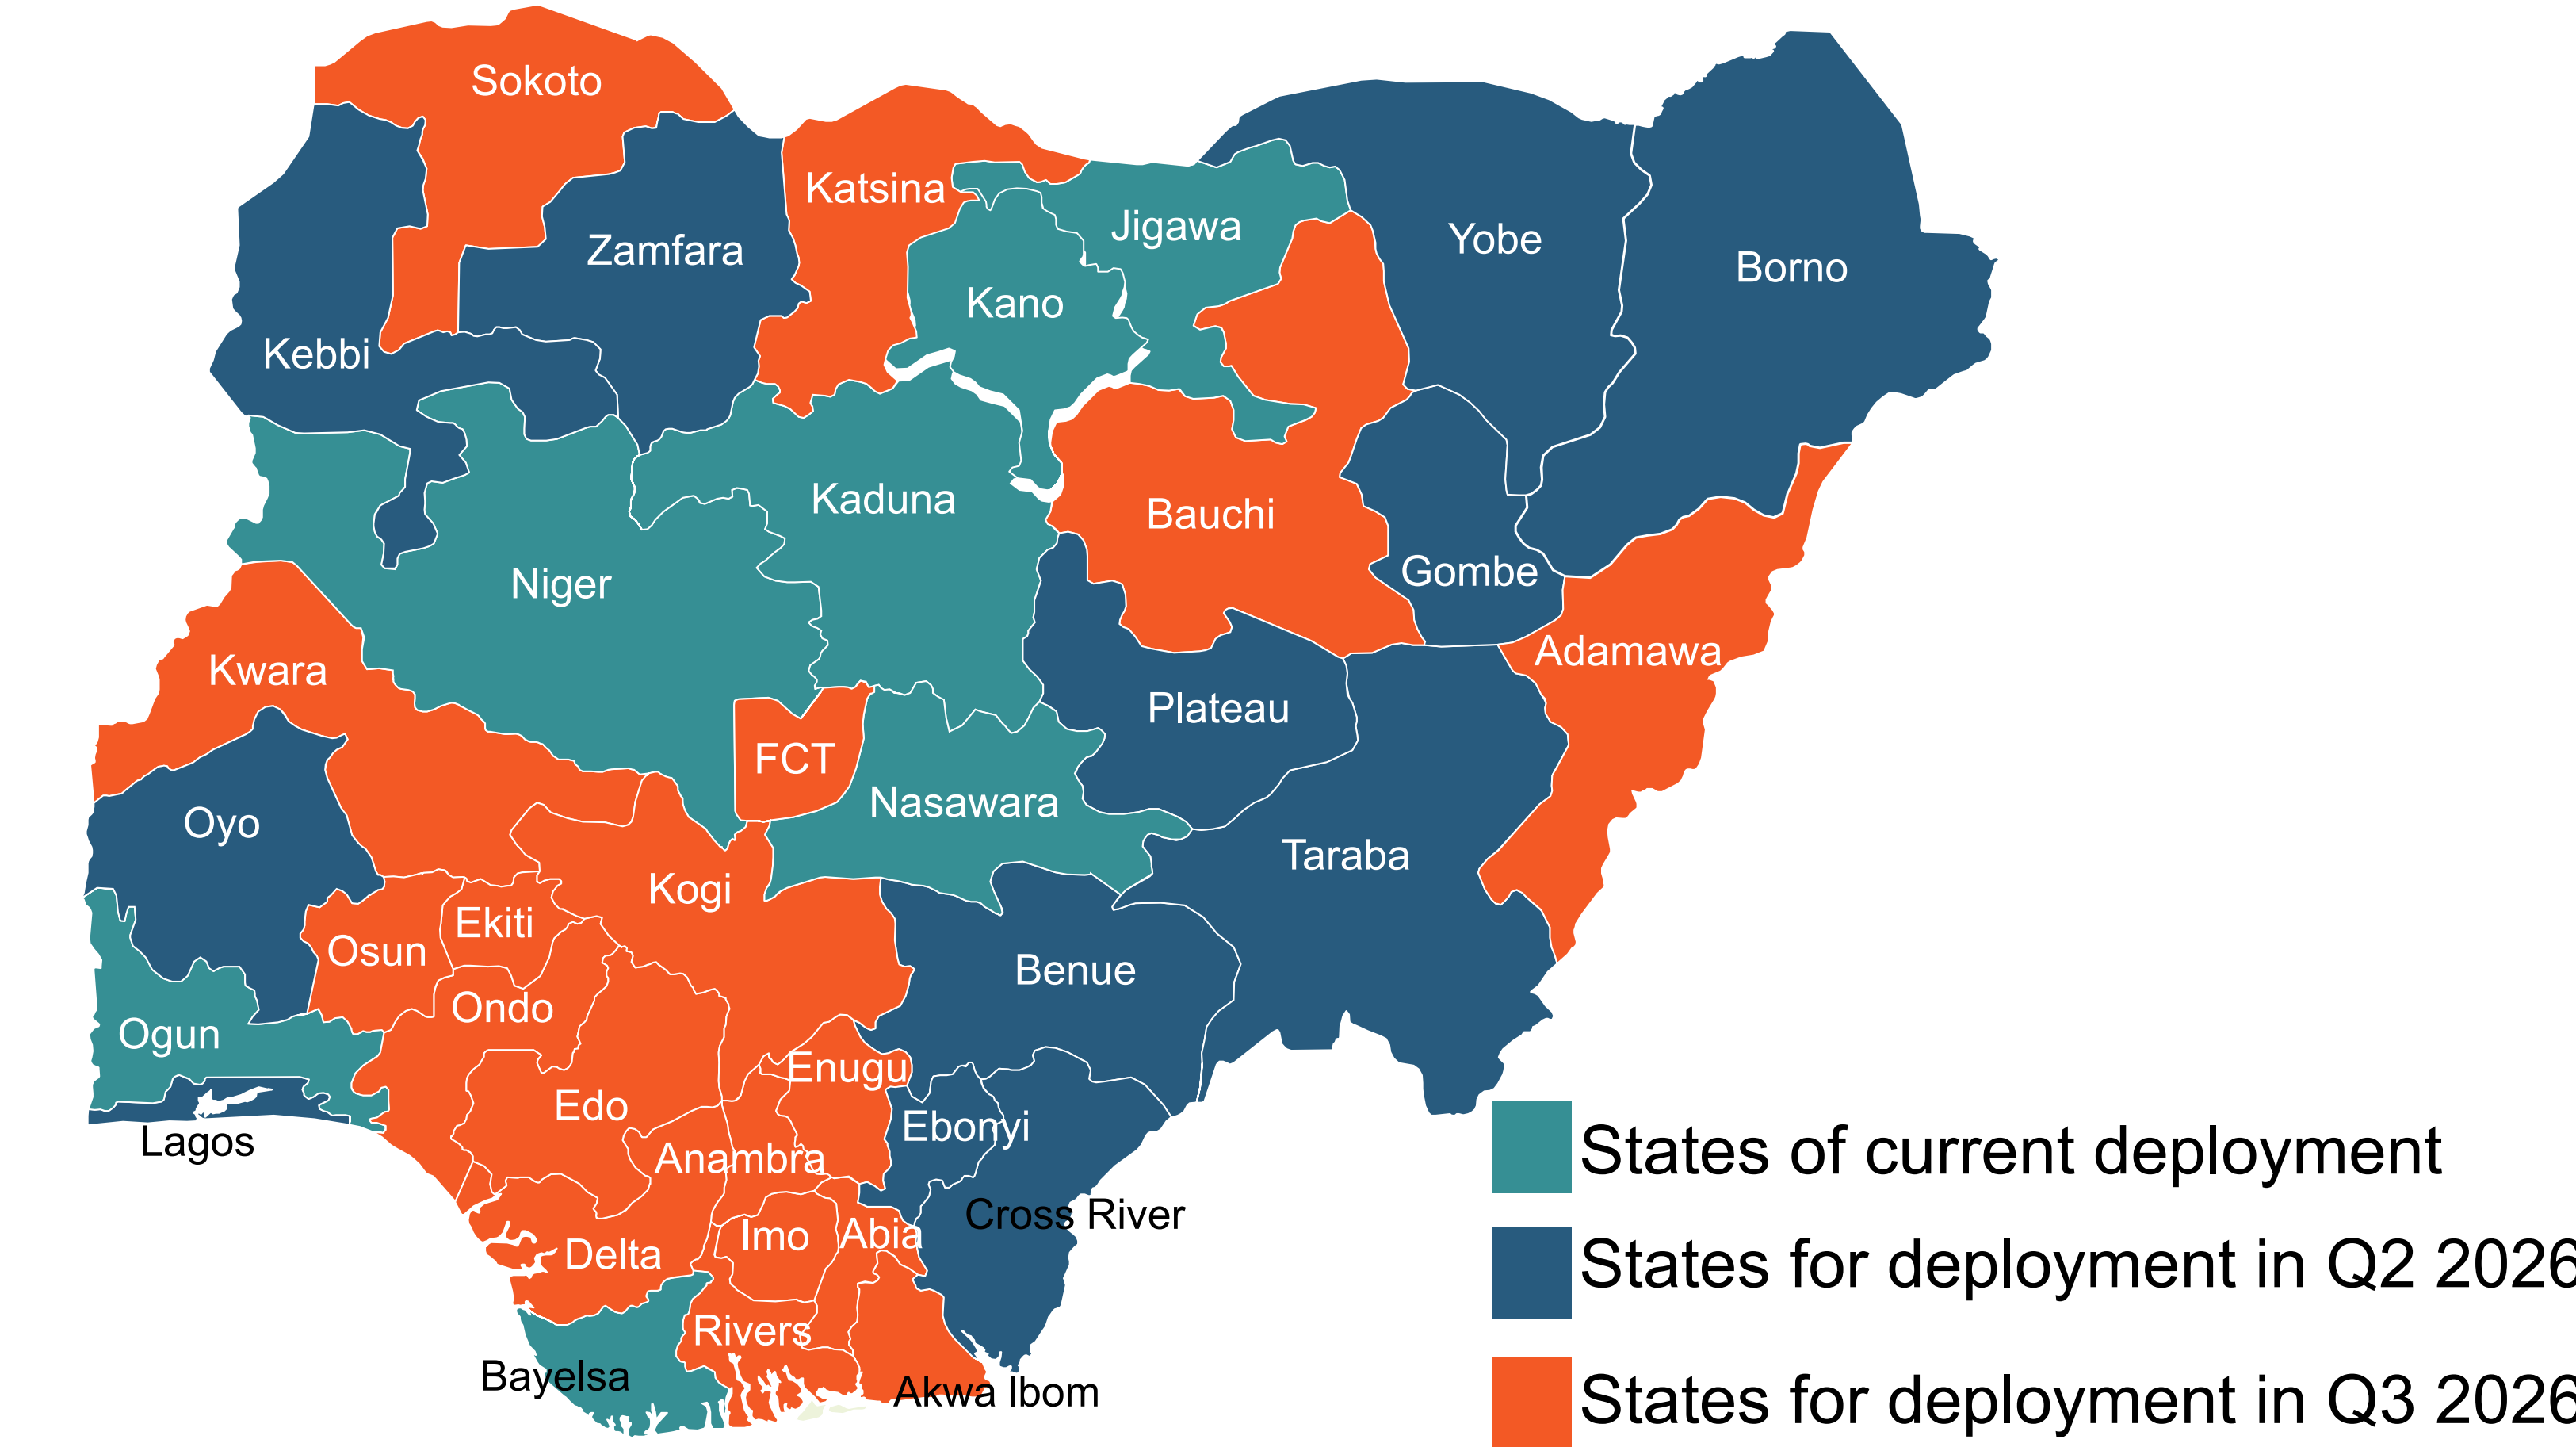 Sokoto
Katsina
Jigawa
Yobe
Zamfara
Borno
Kano
Kebbi
Kaduna
Bauchi
Gombe
Niger
Adamawa
Kwara
Plateau
FCT
Nasawara
Oyo
Taraba
Kogi
Ekiti
Osun
Benue
Ondo
Ogun
Enugu
Edo
Ebonyi
Lagos
Anambra
Cross River
Imo
Abia
Delta
Rivers
Bayelsa
Akwa Ibom
States of current deployment
States for deployment in Q2 2026
States for deployment in Q3 2026